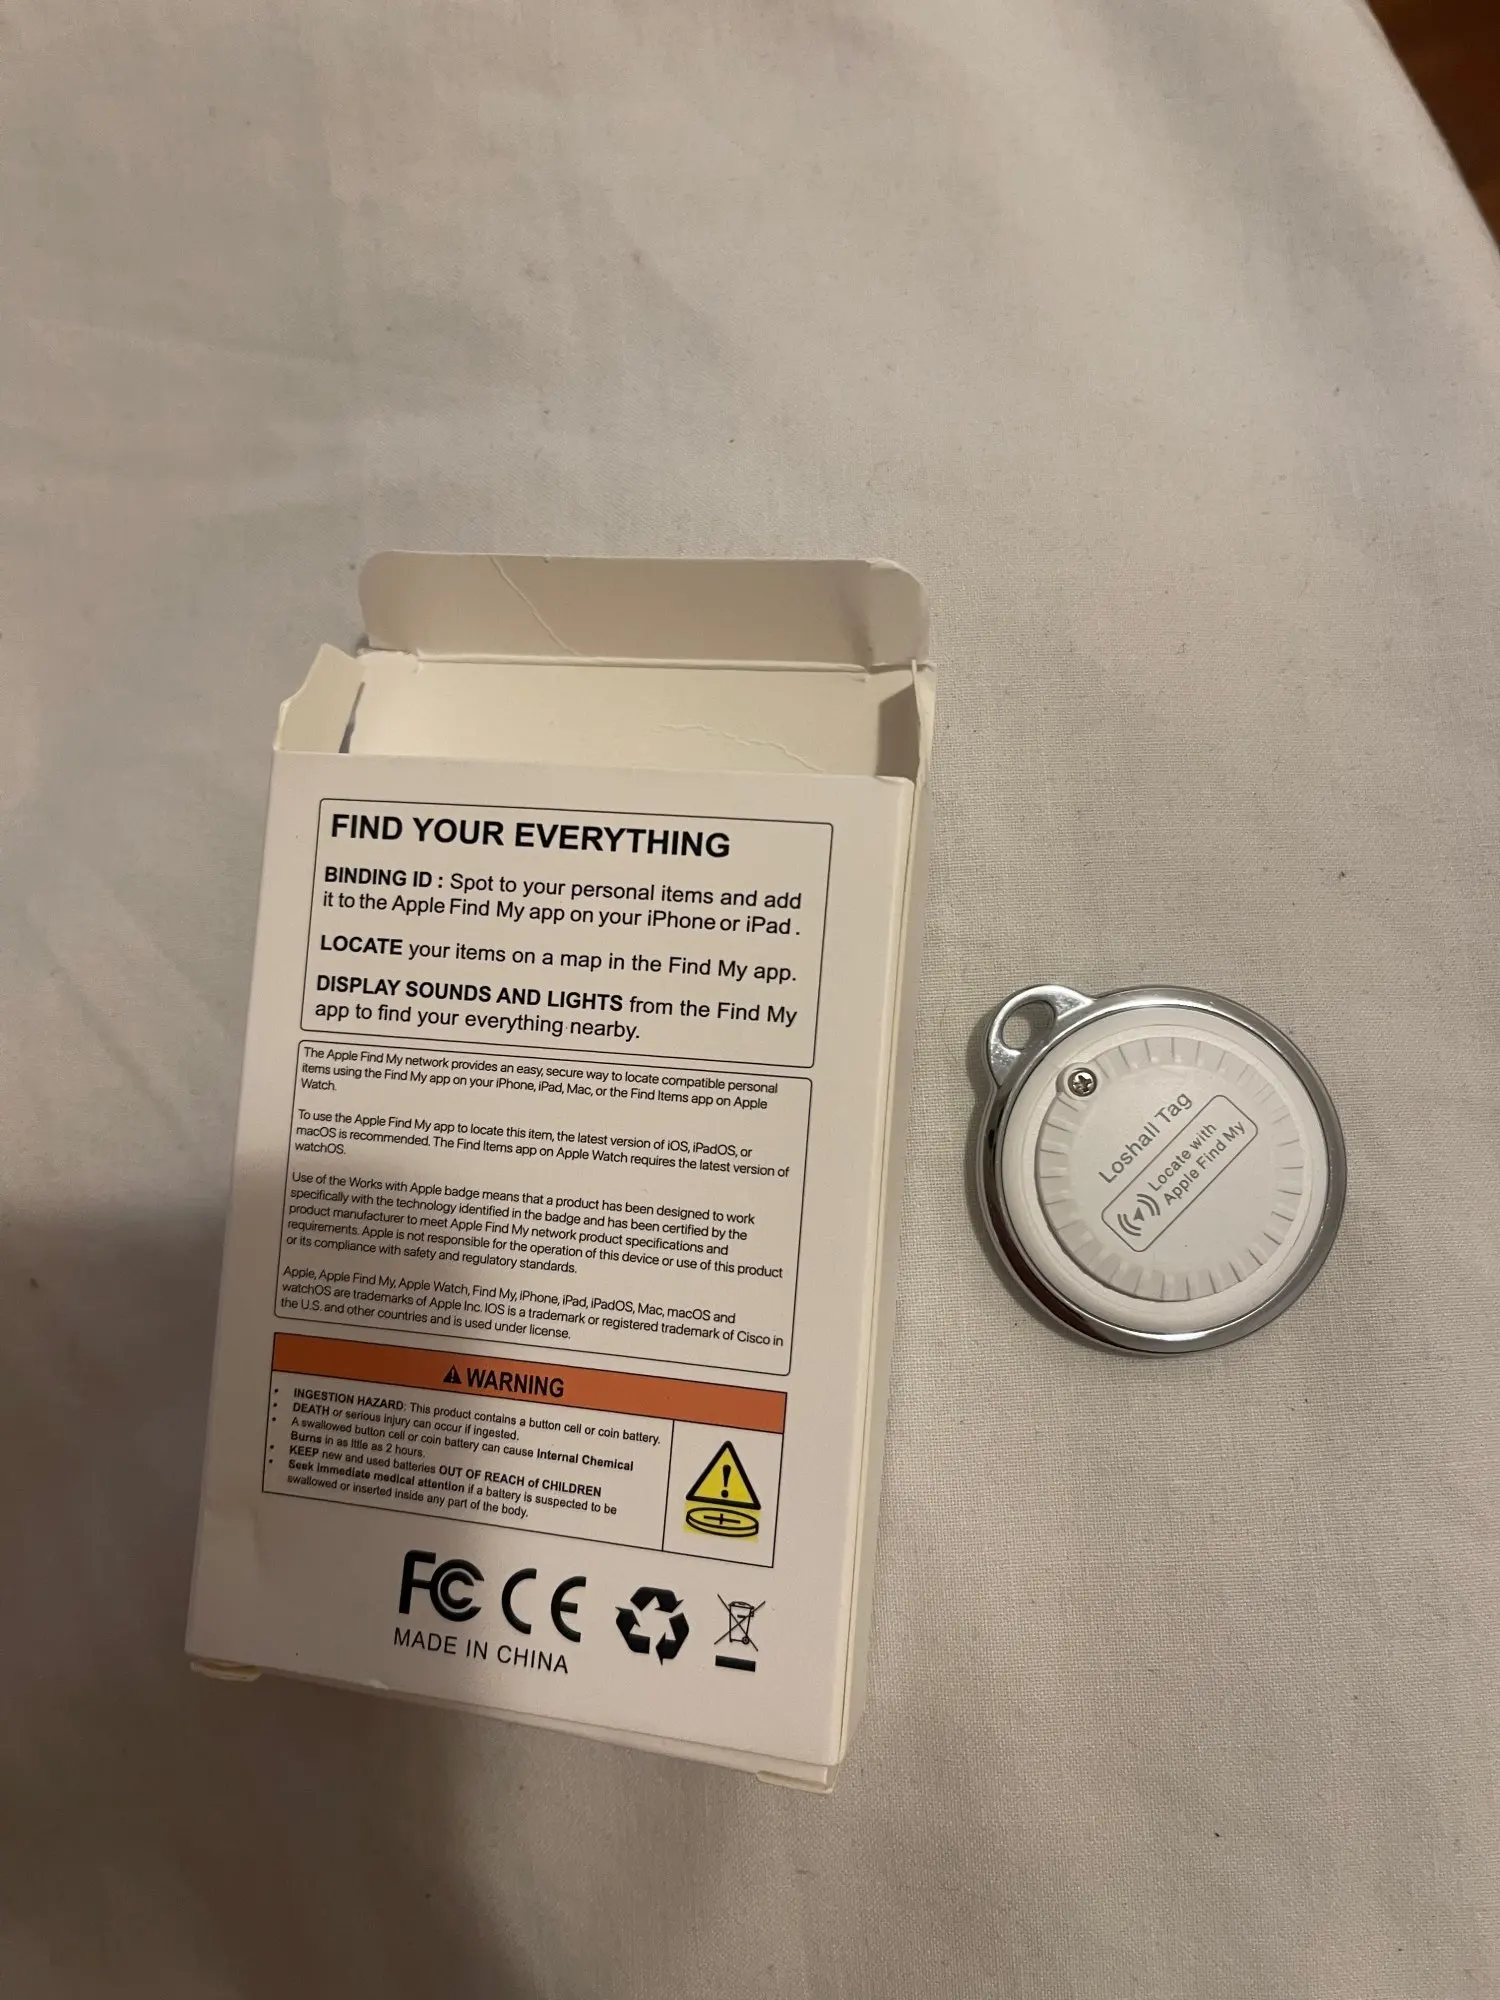 FIND YOUR EVERYTHING
BINDING ID : Spot to your personal items and add
it to the Apple Find My app on your iPhone or iPad .
LOCATE your items on a map in the Find My app.
DISPLAY SOUNDS AND LIGHTS from the Find My
app to find your everything nearby.
The Apple Find My network provides an easy, secure way to locate compatible personal
items using the Find My app on your iPhone, iPad, Mac, or the Find Items app on Apple
Watch.
To use the Apple Find My app to locate this item, the latest version of iOS, iPadOS, or
macOS is recommended. The Find Items app on Apple Watch requires the latest version of
watchOS.
Use of the Works with Apple badge means that a product has been designed to work
specifically with the technology identified in the badge and has been certified by the
product manufacturer to meet Apple Find My network product specifications and
requirements. Apple is not responsible for the operation of this device or use of this product
or its compliance with safety and regulatory standards.
Apple, Apple Find My, Apple Watch, Find My, iPhone, iPad, iPadOS, Mac, macOS and
watchOS are trademarks of Apple Inc. IOS is a trademark or registered trademark of Cisco in
the U.S. and other countries and is used under license.
WARNING
• INGESTION HAZARD: This product contains a button cell or coin battery.
• DEATH or serious injury can occur if ingested.
• A swallowed button cell or coin battery can cause Internal Chemical
Burns in as little as 2 hours.
• KEEP new and used batteries OUT OF REACH of CHILDREN
• Seek immediate medical attention if a battery is suspected to be
swallowed or inserted inside any part of the body.
FC CE
MADE IN CHINA
Loshall Tag
Locate with
Apple Find My